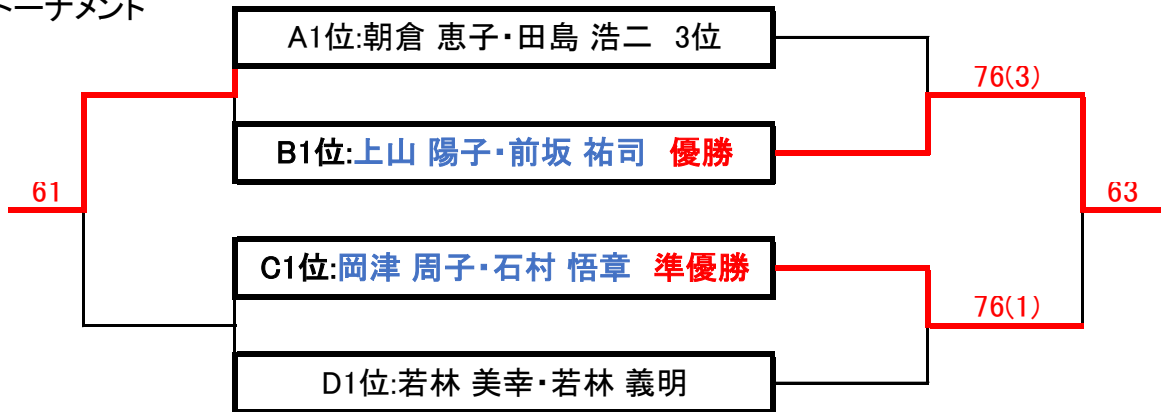 トーナメント
A1位:朝倉 恵子・田島 浩二 3位
76(3)
B1位:上山 陽子・前坂 祐司 優勝
61
63
C1位:岡津 周子・石村 悟章 準優勝
76(1)
D1位:若林 美幸・若林 義明